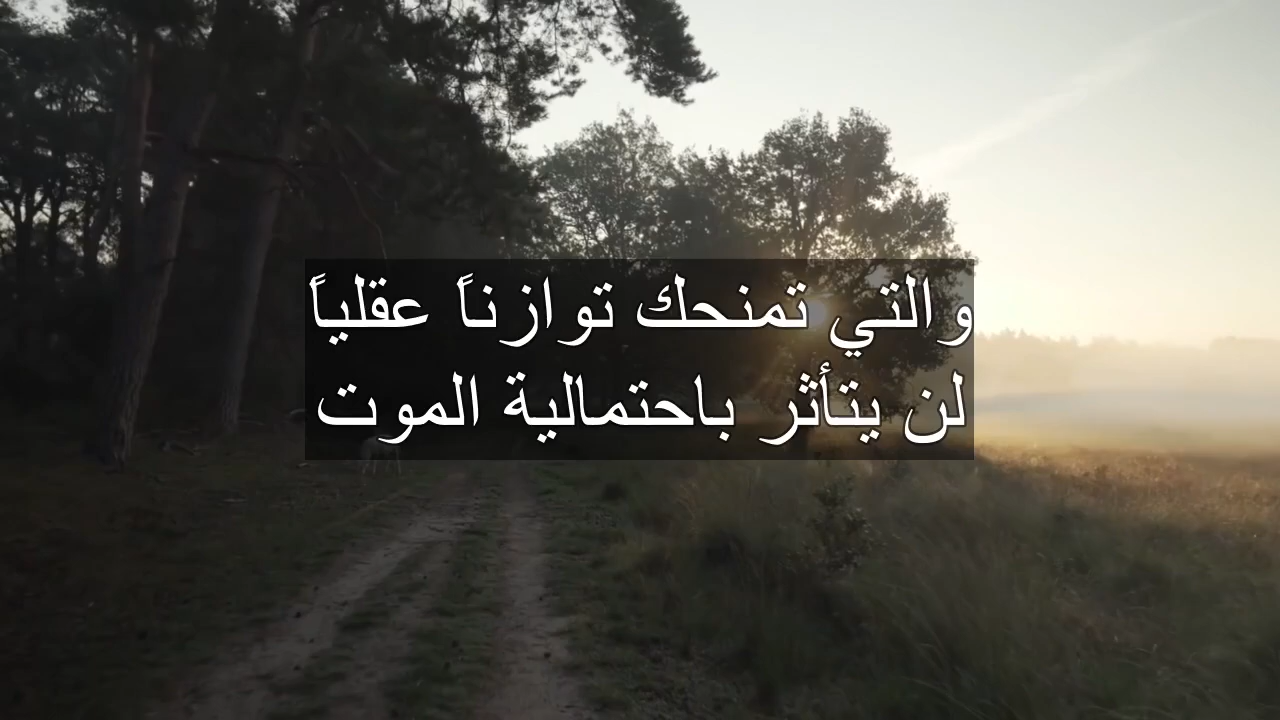 والتي تمنحك توازناً عقلياً
لن يتأثر باحتمالية الموت